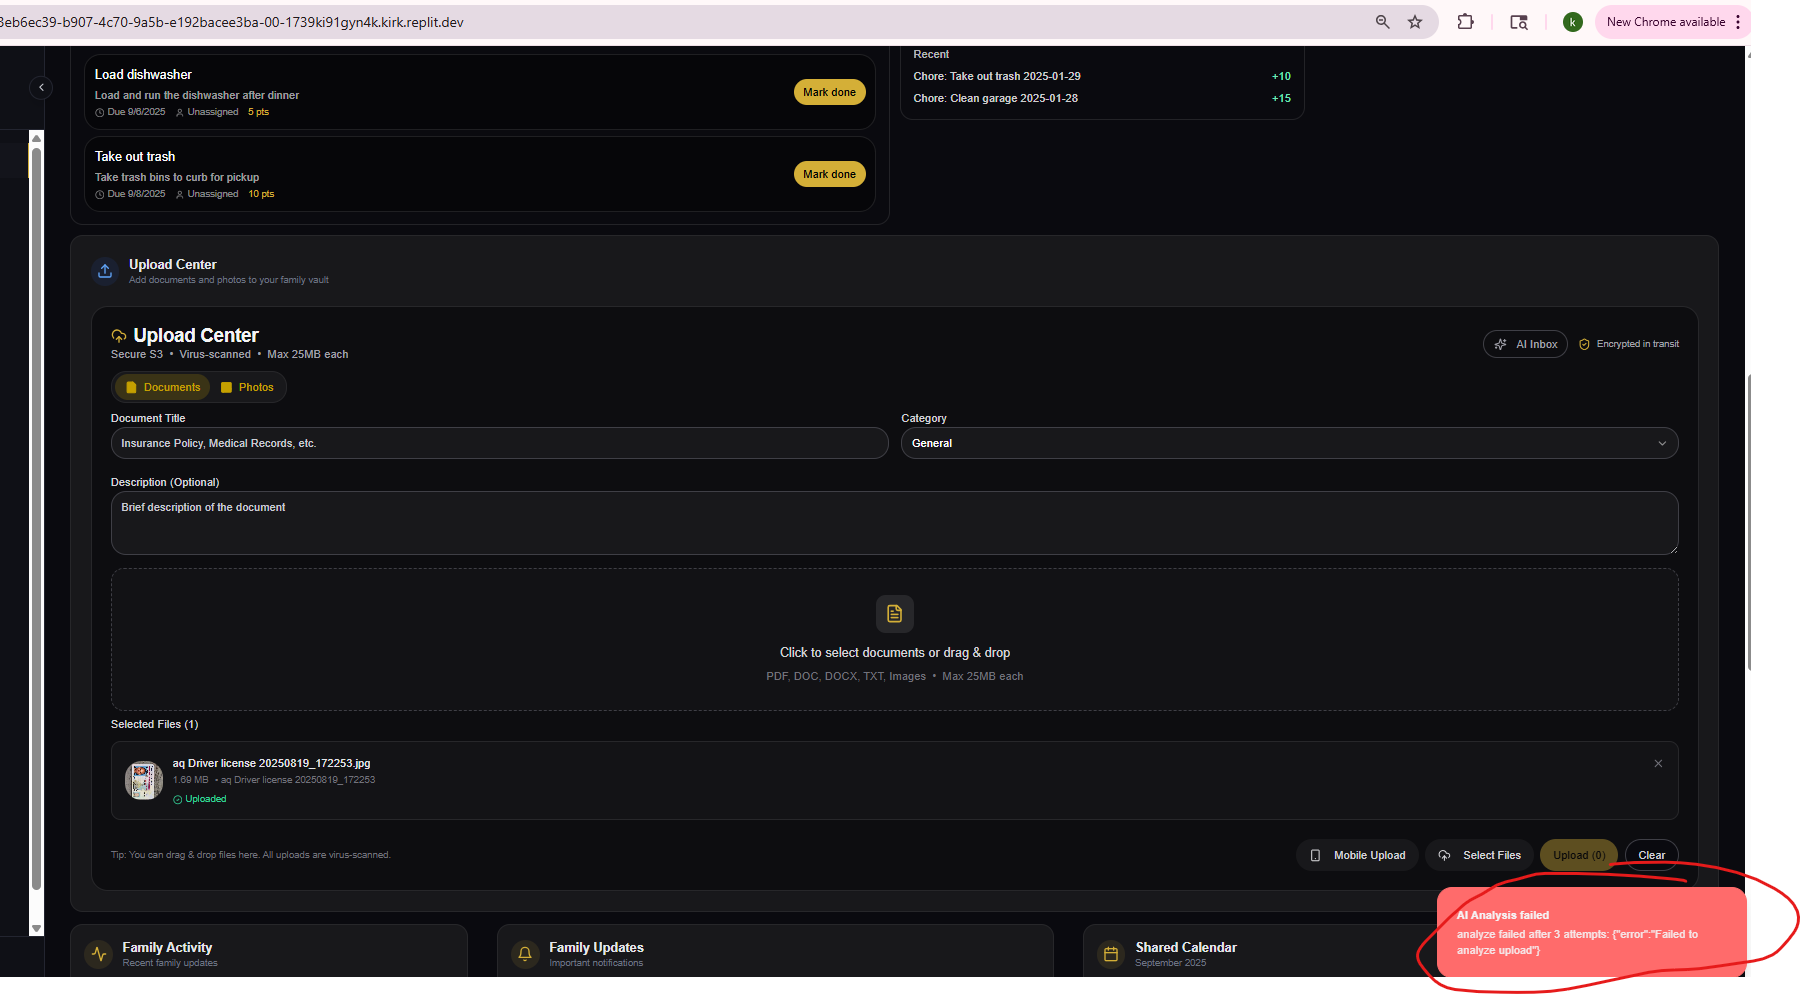 3eb6ec39-b907-4c70-9a5b-e192bacee3ba-00-1739ki91gyn4k.kirk.replit.dev
k
New Chrome available
Load dishwasher
Load and run the dishwasher after dinner
Due 9/6/2025 Unassigned 5 pts
Mark done
Take out trash
Take trash bins to curb for pickup
Due 9/8/2025 Unassigned 10 pts
Mark done
Recent
Chore: Take out trash 2025-01-29 +10
Chore: Clean garage 2025-01-28 +15
Upload Center
Add documents and photos to your family vault
Upload Center
Secure S3 • Virus-scanned • Max 25MB each
AI Inbox
Encrypted in transit
Documents Photos
Document Title
Insurance Policy, Medical Records, etc.
Category
General
Description (Optional)
Brief description of the document
Click to select documents or drag & drop
PDF, DOC, DOCX, TXT, Images • Max 25MB each
Selected Files (1)
aq Driver license 20250819_172253.jpg
1.69 MB • aq Driver license 20250819_172253
Uploaded
Tip: You can drag & drop files here. All uploads are virus-scanned.
Mobile Upload Select Files Upload (0) Clear
AI Analysis failed
analyze failed after 3 attempts: {"error":"Failed to
analyze upload"}
Family Activity
Recent family updates
Family Updates
Important notifications
Shared Calendar
September 2025